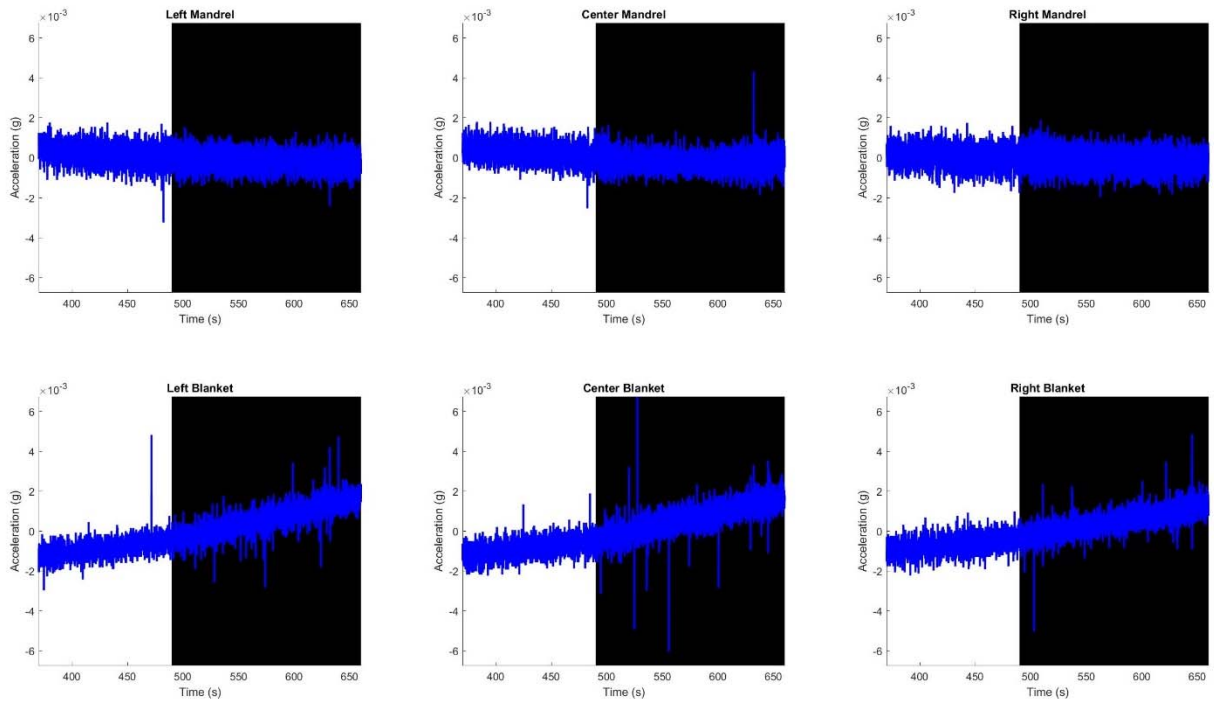 Left Mandrel
×10⁻³
6
4
2
0
-2
-4
-6
Acceleration (g)
400 450 500 550 600 650
Time (s)
Center Mandrel
×10⁻³
6
4
2
0
-2
-4
-6
Acceleration (g)
400 450 500 550 600 650
Time (s)
Right Mandrel
×10⁻³
6
4
2
0
-2
-4
-6
Acceleration (g)
400 450 500 550 600 650
Time (s)
Left Blanket
×10⁻³
6
4
2
0
-2
-4
-6
Acceleration (g)
400 450 500 550 600 650
Time (s)
Center Blanket
×10⁻³
6
4
2
0
-2
-4
-6
Acceleration (g)
400 450 500 550 600 650
Time (s)
Right Blanket
×10⁻³
6
4
2
0
-2
-4
-6
Acceleration (g)
400 450 500 550 600 650
Time (s)